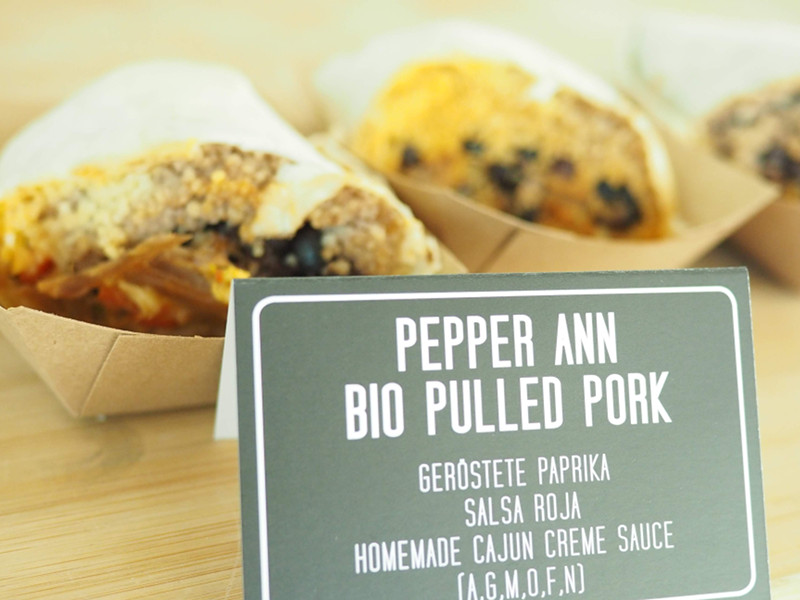 PEPPER ANN
BIO PULLED PORK
GERÖSTETE PAPRIKA
SALSA ROJA
HOMEMADE CAJUN CREME SAUCE
(A,G,M,O,F,N)